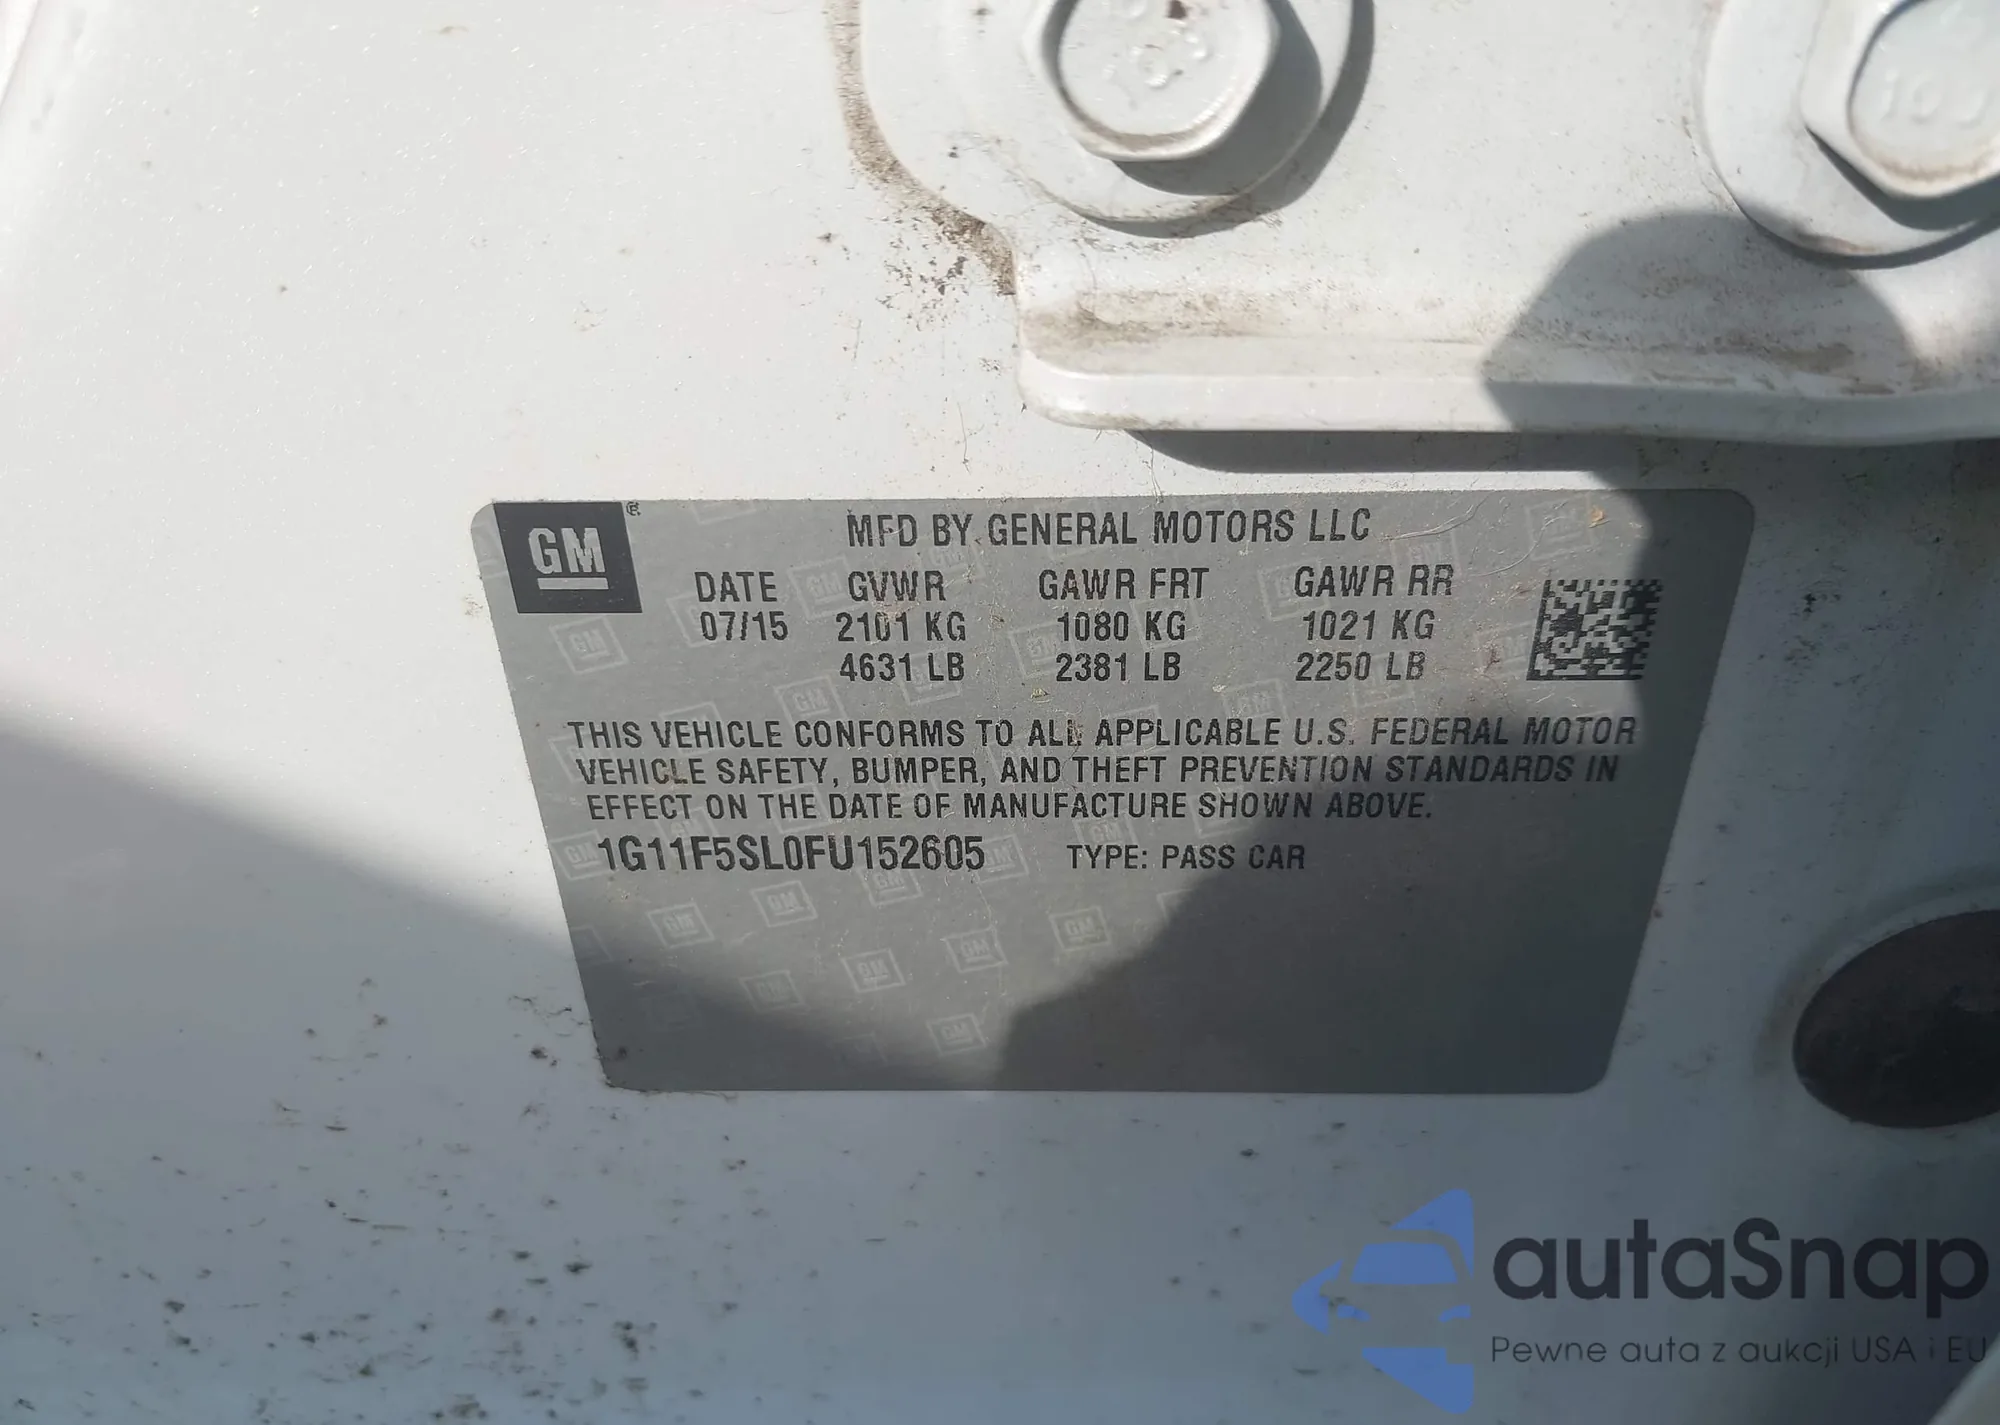 GM ®
MFD BY GENERAL MOTORS LLC
DATE GVWR GAWR FRT GAWR RR
07/15 2101 KG 1080 KG 1021 KG
4631 LB 2381 LB 2250 LB
THIS VEHICLE CONFORMS TO ALL APPLICABLE U.S. FEDERAL MOTOR
VEHICLE SAFETY, BUMPER, AND THEFT PREVENTION STANDARDS IN
EFFECT ON THE DATE OF MANUFACTURE SHOWN ABOVE.
1G11F5SL0FU152605 TYPE: PASS CAR
autaSnap
Pewne auta z aukcji USA i EU